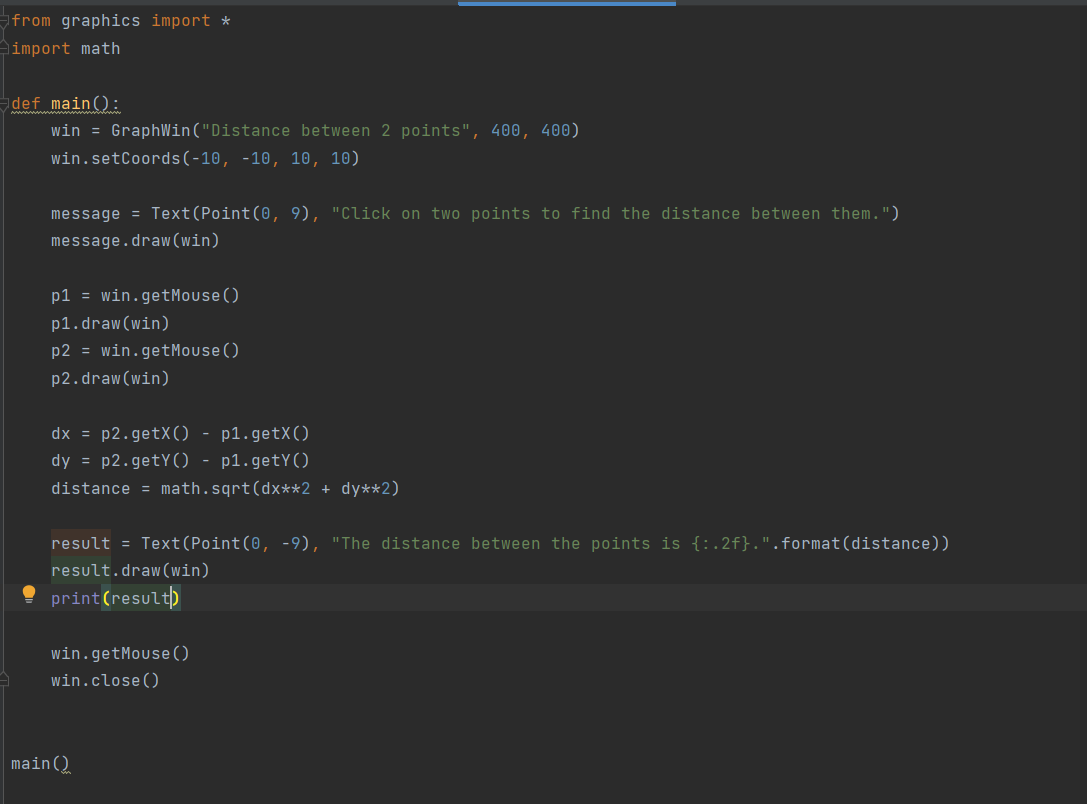 from graphics import *
import math
def main():
win = GraphWin("Distance between 2 points", 400, 400)
win.setCoords(-10, -10, 10, 10)
message = Text(Point(0, 9), "Click on two points to find the distance between them.")
message.draw(win)
p1 = win.getMouse()
p1.draw(win)
p2 = win.getMouse()
p2.draw(win)
dx = p2.getX() - p1.getX()
dy = p2.getY() - p1.getY()
distance = math.sqrt(dx**2 + dy**2)
result = Text(Point(0, -9), "The distance between the points is {:.2f}.".format(distance))
result.draw(win)
print(result)
win.getMouse()
win.close()
main()